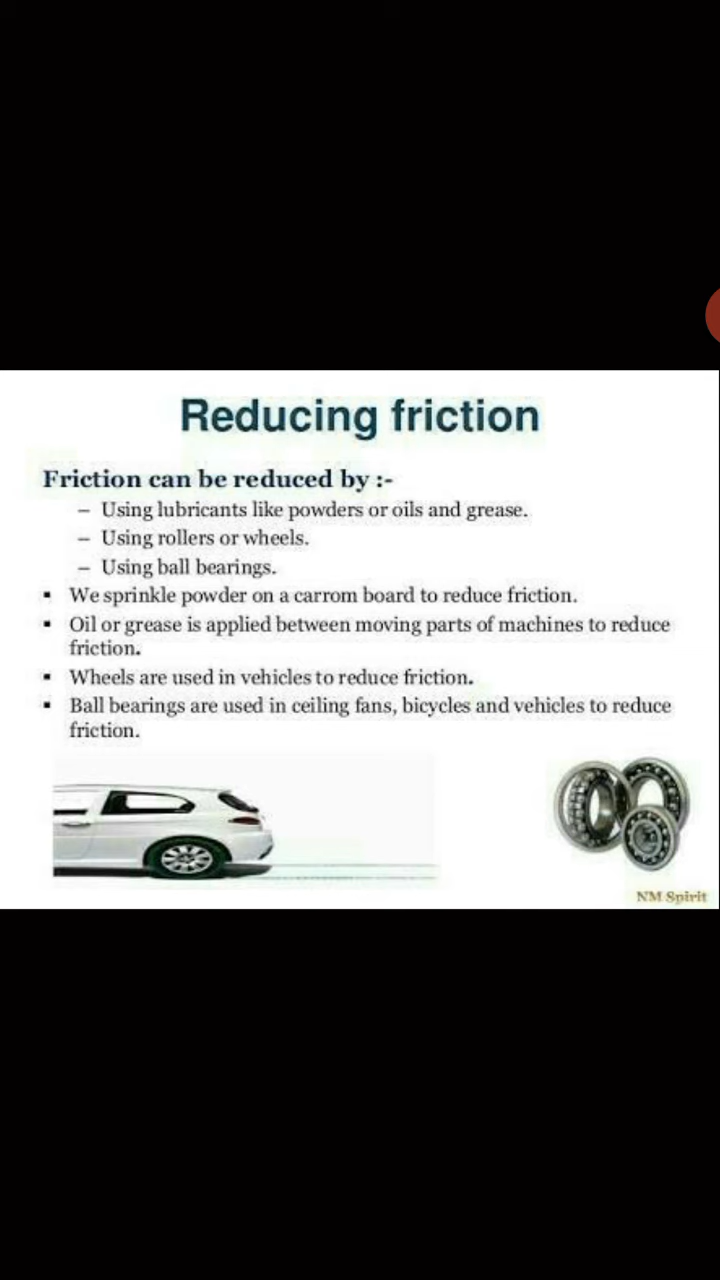 Reducing friction
Friction can be reduced by :-
– Using lubricants like powders or oils and grease.
– Using rollers or wheels.
– Using ball bearings.
▪ We sprinkle powder on a carrom board to reduce friction.
▪ Oil or grease is applied between moving parts of machines to reduce
friction.
▪ Wheels are used in vehicles to reduce friction.
▪ Ball bearings are used in ceiling fans, bicycles and vehicles to reduce
friction.
NM Spirit